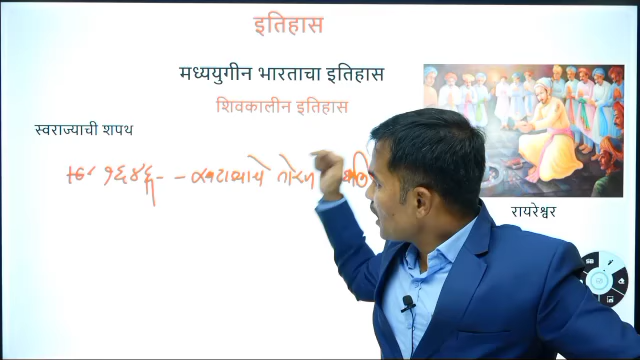 इतिहास
मध्ययुगीन भारताचा इतिहास
शिवकालीन इतिहास
स्वराज्याची शपथ
१६४६ -
रायरेश्वर